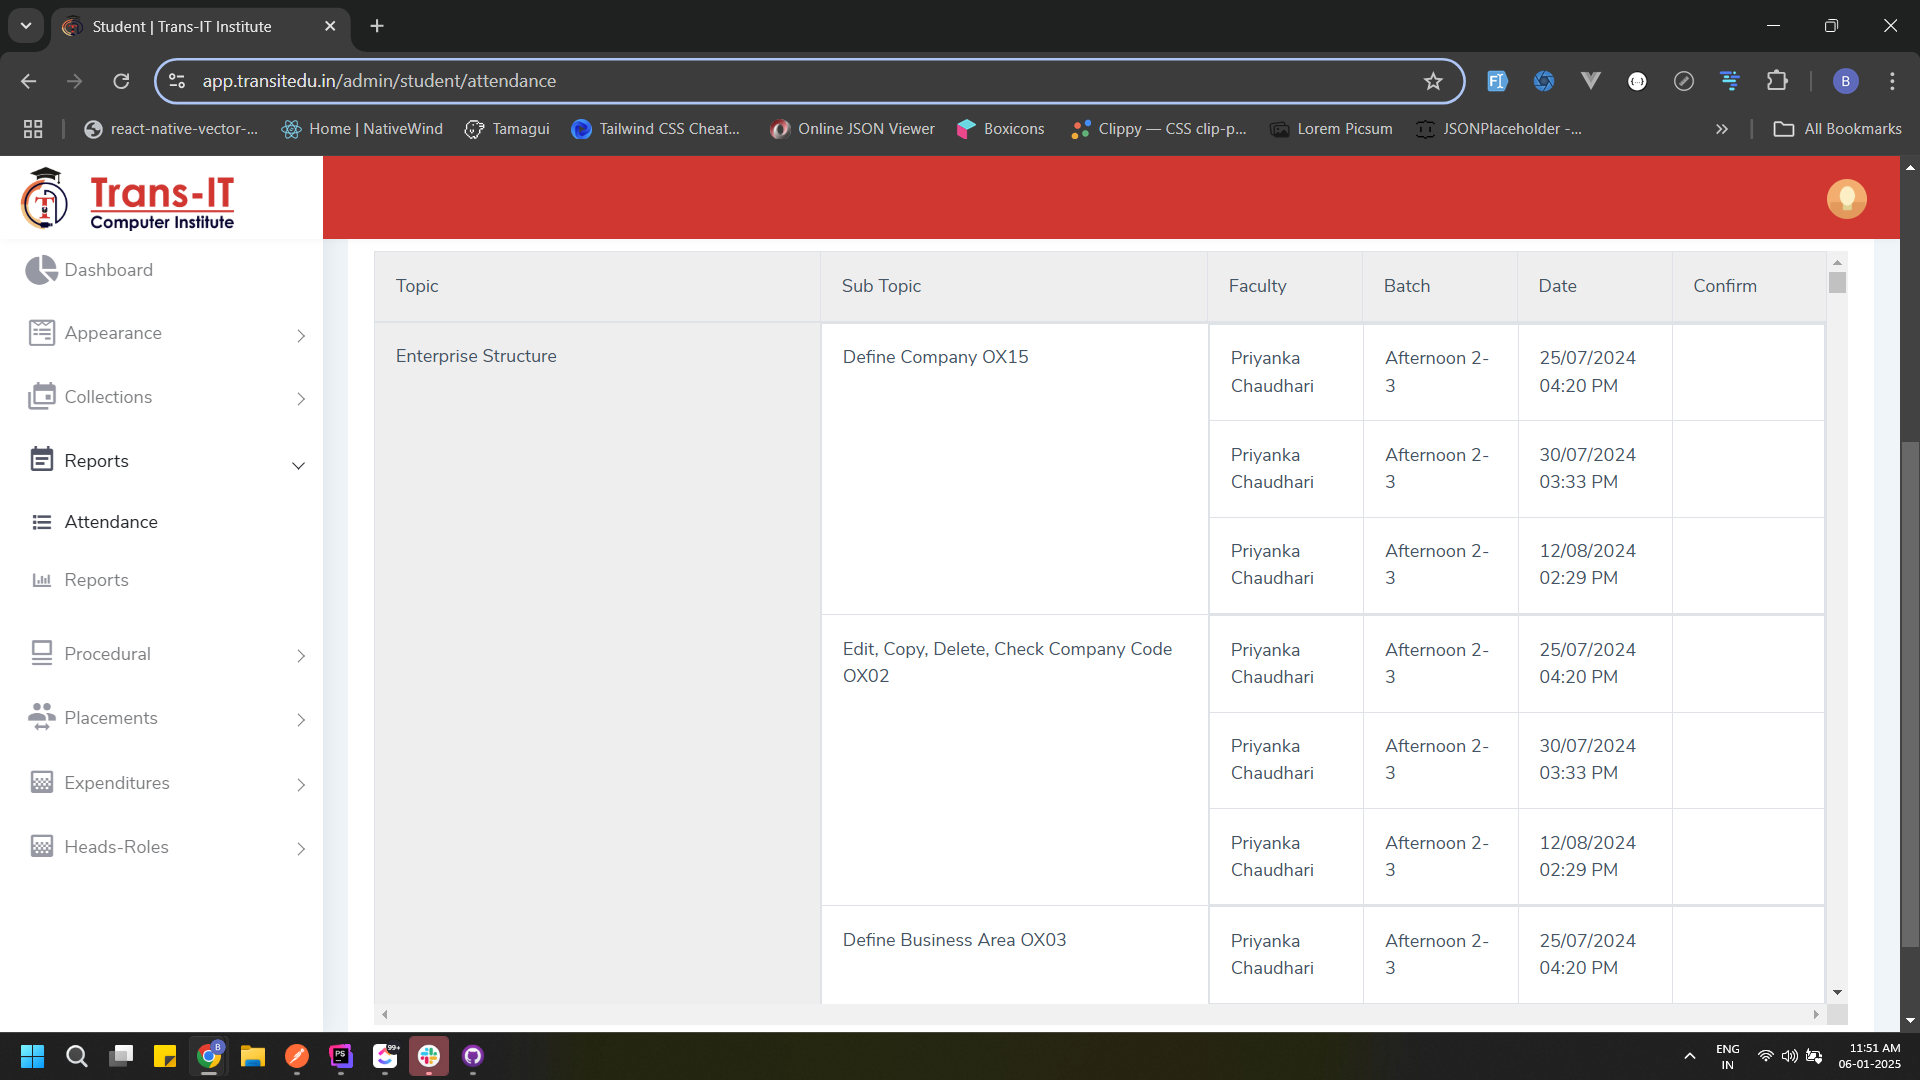 Student | Trans-IT Institute
app.transitedu.in/admin/student/attendance
B
react-native-vector-...
Home | NativeWind
Tamagui
Tailwind CSS Cheat...
Online JSON Viewer
Boxicons
Clippy — CSS clip-p...
Lorem Picsum
JSONPlaceholder -...
All Bookmarks
Trans-IT
Computer Institute
Dashboard
Appearance
Collections
Reports
Attendance
Reports
Procedural
Placements
Expenditures
Heads-Roles
Topic Sub Topic Faculty Batch Date Confirm
Enterprise Structure
Define Company OX15
Priyanka Afternoon 2- 25/07/2024
Chaudhari 3 04:20 PM
Priyanka Afternoon 2- 30/07/2024
Chaudhari 3 03:33 PM
Priyanka Afternoon 2- 12/08/2024
Chaudhari 3 02:29 PM
Edit, Copy, Delete, Check Company Code
OX02
Priyanka Afternoon 2- 25/07/2024
Chaudhari 3 04:20 PM
Priyanka Afternoon 2- 30/07/2024
Chaudhari 3 03:33 PM
Priyanka Afternoon 2- 12/08/2024
Chaudhari 3 02:29 PM
Define Business Area OX03
Priyanka Afternoon 2- 25/07/2024
Chaudhari 3 04:20 PM
B
PS
99+
ENG
IN
11:51 AM
06-01-2025